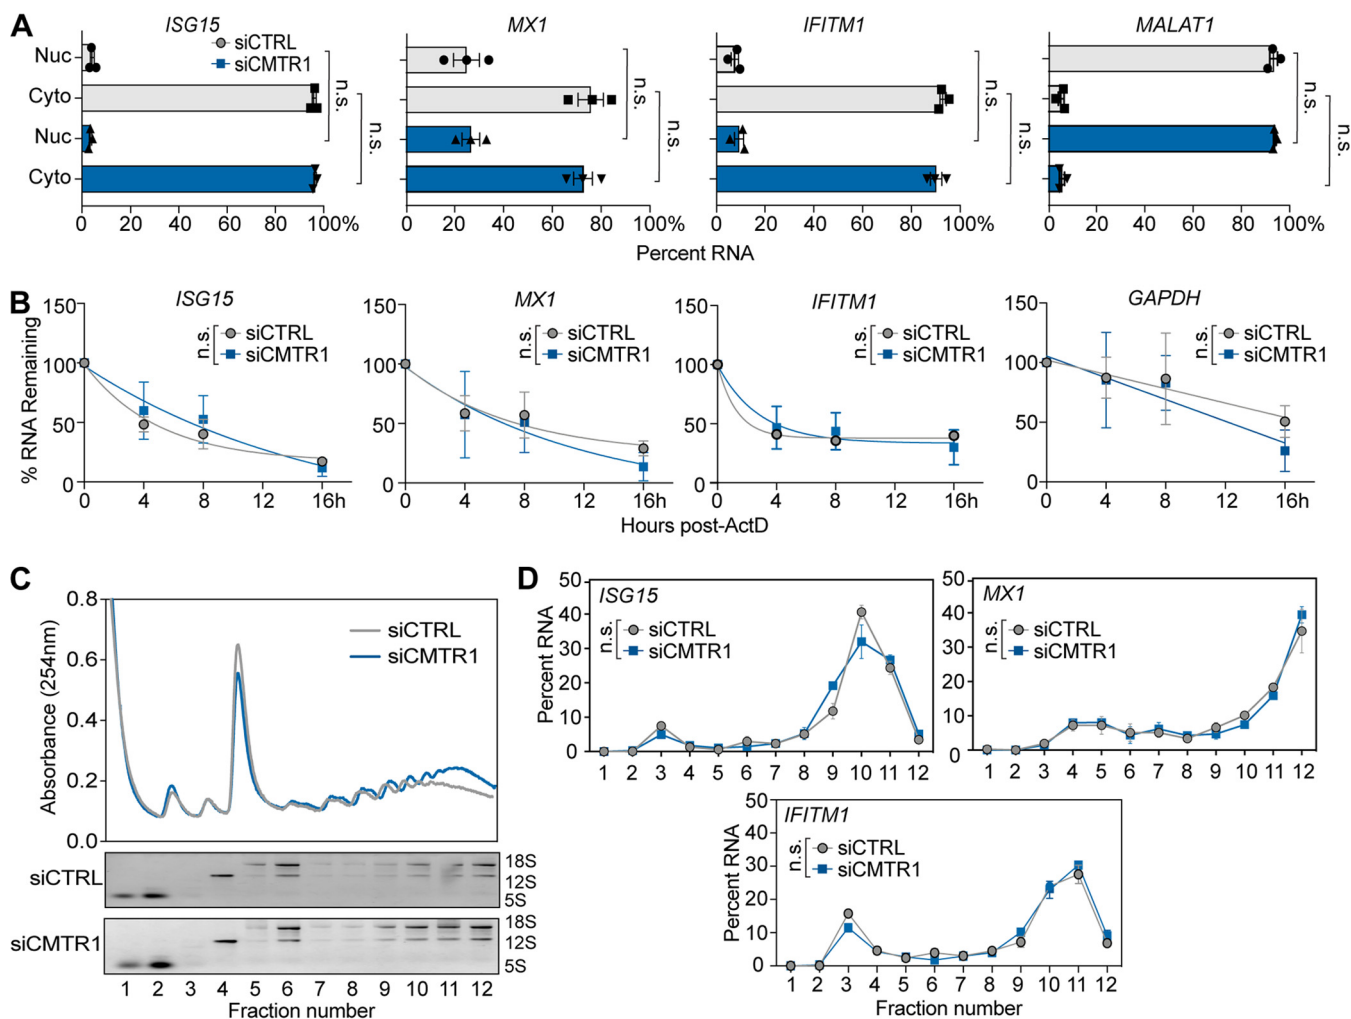 A
ISG15
MX1
IFITM1
MALAT1
siCTRL
siCMTR1
Nuc
Cyto
Nuc
Cyto
n.s.
n.s.
n.s.
n.s.
n.s.
n.s.
n.s.
n.s.
0 20 40 60 80 100%
0 20 40 60 80 100%
0 20 40 60 80 100%
0 20 40 60 80 100%
Percent RNA
B
ISG15
MX1
IFITM1
GAPDH
% RNA Remaining
150
100
50
0
n.s.
siCTRL
siCMTR1
0 4 8 12 16h
150
100
50
0
n.s.
siCTRL
siCMTR1
0 4 8 12 16h
150
100
50
0
n.s.
siCTRL
siCMTR1
0 4 8 12 16h
150
100
50
0
n.s.
siCTRL
siCMTR1
0 4 8 12 16h
Hours post-ActD
C
Absorbance (254nm)
0.8
0.6
0.4
0.2
0.0
siCTRL
siCMTR1
siCTRL
18S
12S
5S
siCMTR1
18S
12S
5S
1 2 3 4 5 6 7 8 9 10 11 12
Fraction number
D
Percent RNA
50
40
30
20
10
0
ISG15
n.s.
siCTRL
siCMTR1
1 2 3 4 5 6 7 8 9 10 11 12
50
40
30
20
10
0
MX1
n.s.
siCTRL
siCMTR1
1 2 3 4 5 6 7 8 9 10 11 12
Percent RNA
50
40
30
20
10
0
IFITM1
n.s.
siCTRL
siCMTR1
1 2 3 4 5 6 7 8 9 10 11 12
Fraction number